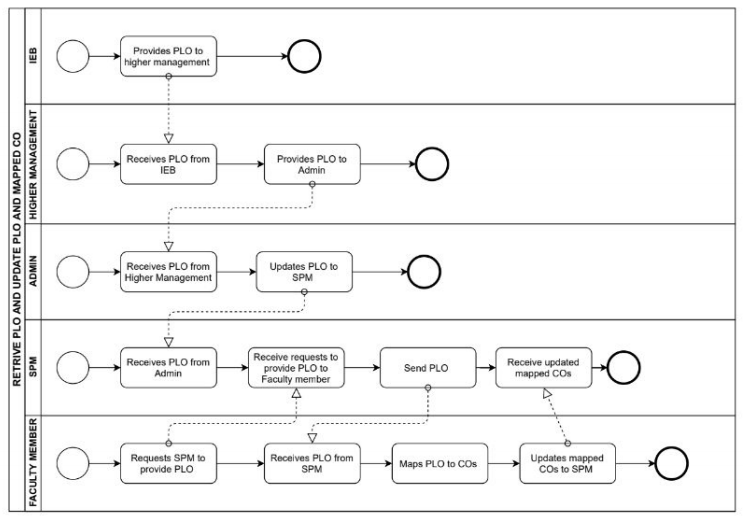 RETRIVE PLO AND UPDATE PLO AND MAPPED CO
IEB
Provides PLO to
higher management
HIGHER MANAGEMENT
Receives PLO from
IEB
Provides PLO to
Admin
ADMIN
Receives PLO from
Higher Management
Updates PLO to
SPM
SPM
Receives PLO from
Admin
Receive requests to
provide PLO to
Faculty member
Send PLO
Receive updated
mapped COs
FACULTY MEMBER
Requests SPM to
provide PLO
Receives PLO from
SPM
Maps PLO to COs
Updates mapped
COs to SPM